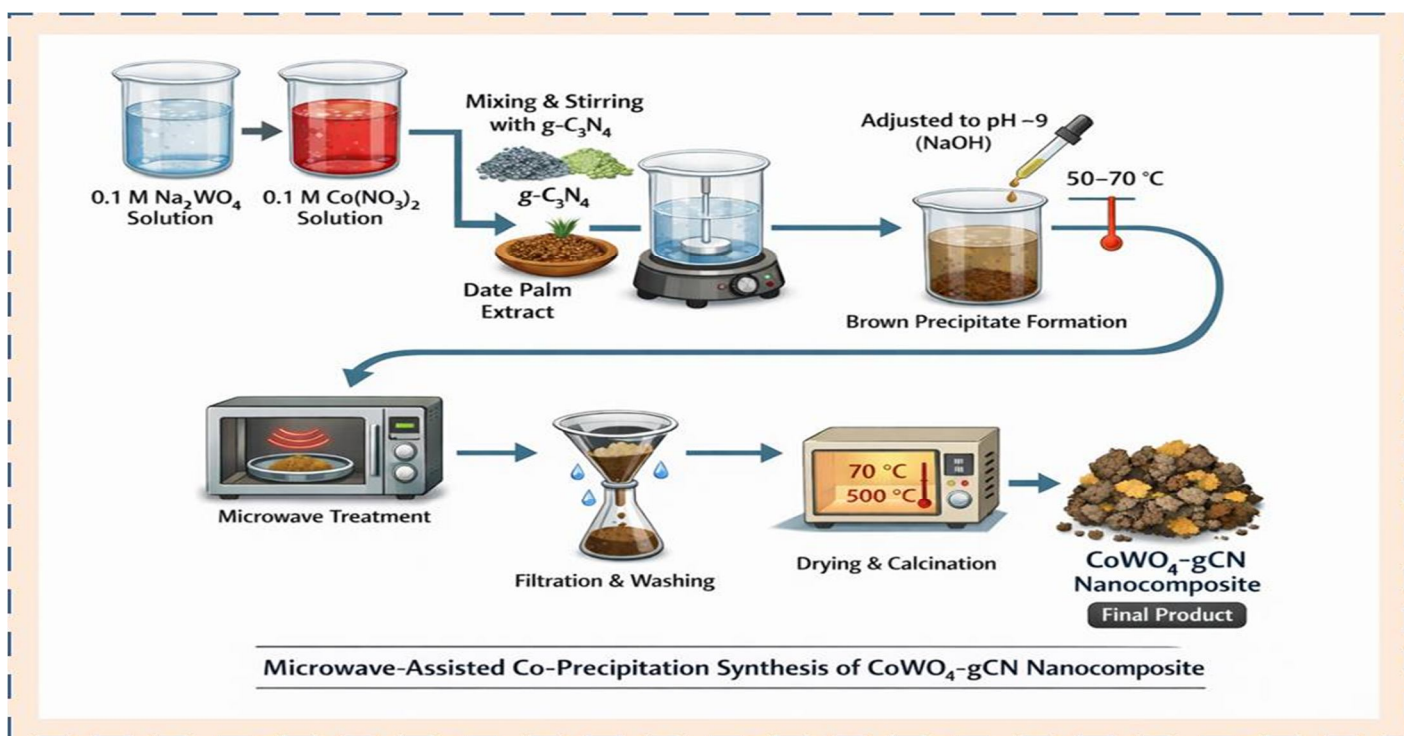 0.1 M Na₂WO₄
Solution
0.1 M Co(NO₃)₂
Solution
Mixing & Stirring
with g-C₃N₄
g-C₃N₄
Date Palm
Extract
Adjusted to pH ~9
(NaOH)
50–70 °C
Brown Precipitate Formation
Microwave Treatment
Filtration & Washing
70 °C
500 °C
Drying & Calcination
CoWO₄-gCN
Nanocomposite
Final Product
Microwave-Assisted Co-Precipitation Synthesis of CoWO₄-gCN Nanocomposite